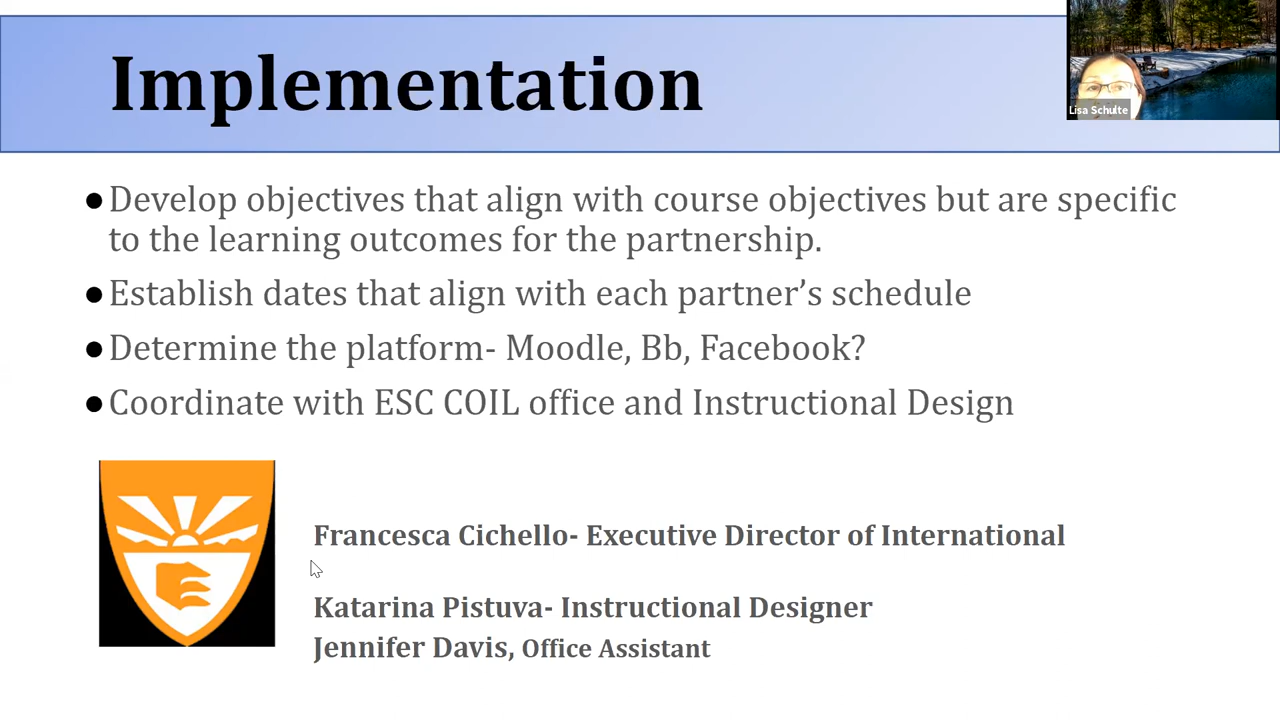 Implementation
Lisa Schulte
●Develop objectives that align with course objectives but are specific
to the learning outcomes for the partnership.
●Establish dates that align with each partner’s schedule
●Determine the platform- Moodle, Bb, Facebook?
●Coordinate with ESC COIL office and Instructional Design
Francesca Cichello- Executive Director of International
Katarina Pistuva- Instructional Designer
Jennifer Davis, Office Assistant